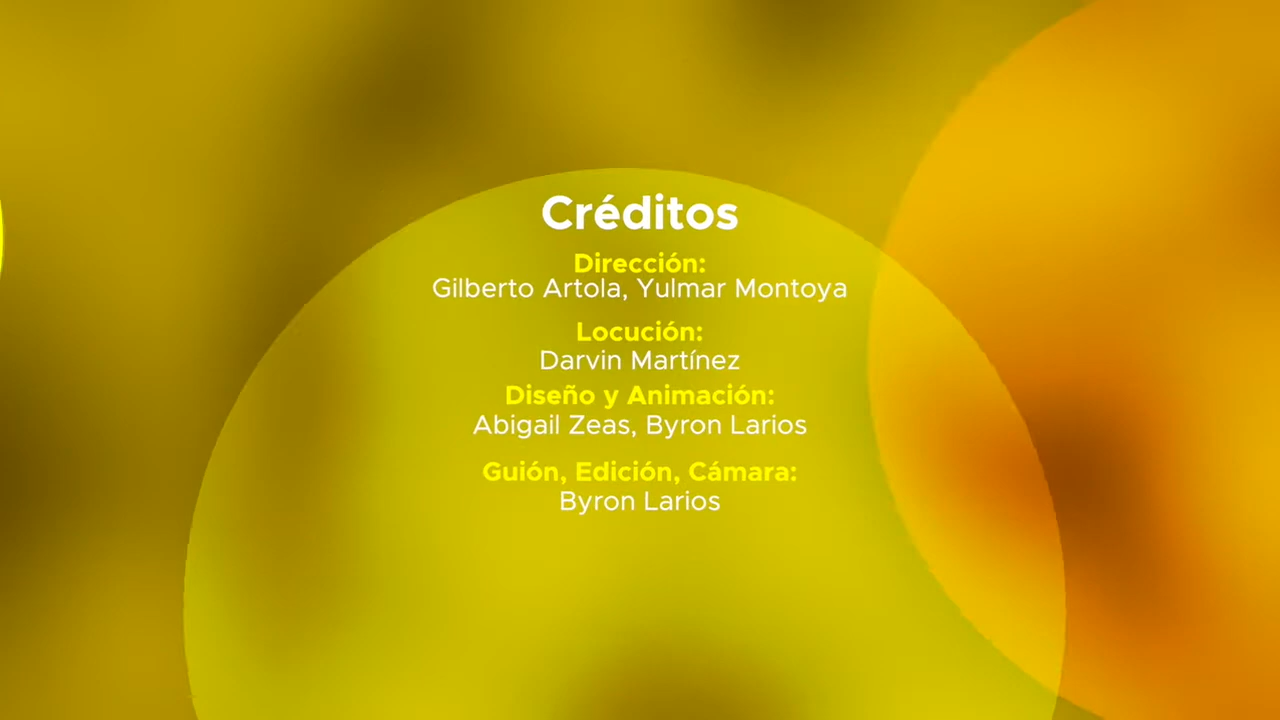 Créditos
Dirección:
Gilberto Artola, Yulmar Montoya
Locución:
Darvin Martínez
Diseño y Animación:
Abigail Zeas, Byron Larios
Guión, Edición, Cámara:
Byron Larios